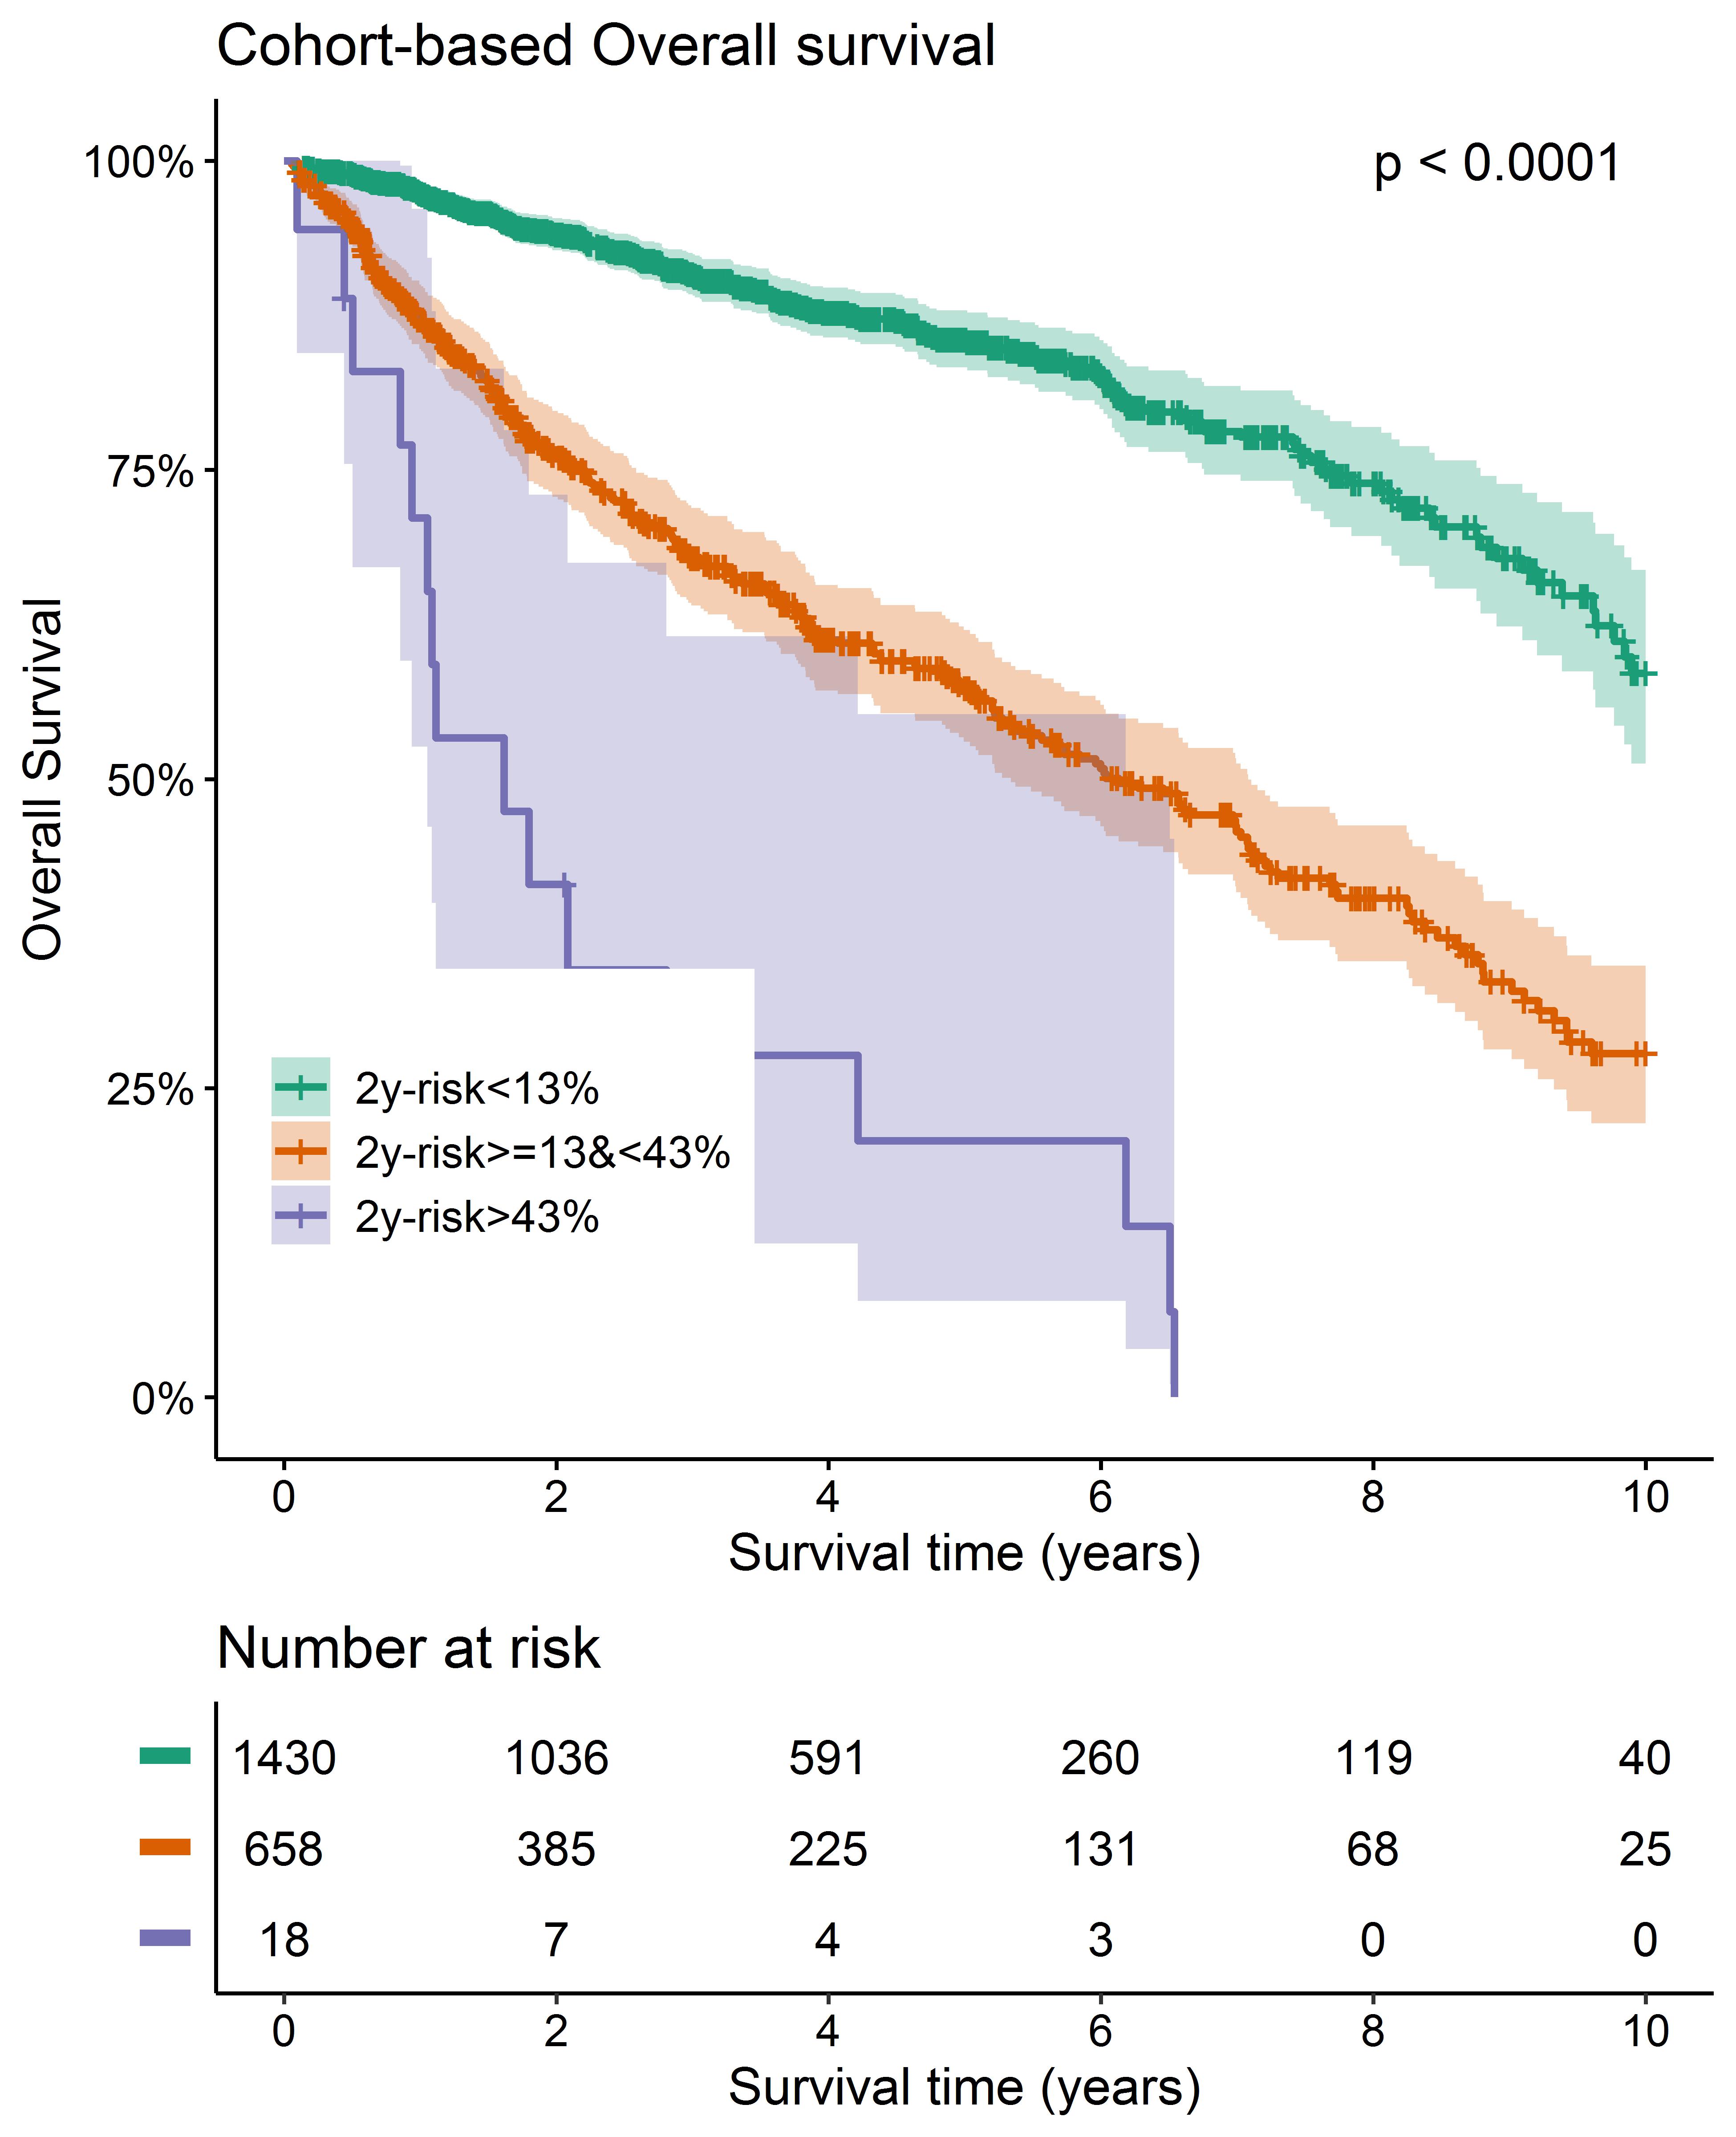 Cohort-based Overall survival
p < 0.0001
100%
75%
50%
25%
0%
Overall Survival
2y-risk<13%
2y-risk>=13&<43%
2y-risk>43%
0 2 4 6 8 10
Survival time (years)
Number at risk
1430 1036 591 260 119 40
658 385 225 131 68 25
18 7 4 3 0 0
0 2 4 6 8 10
Survival time (years)